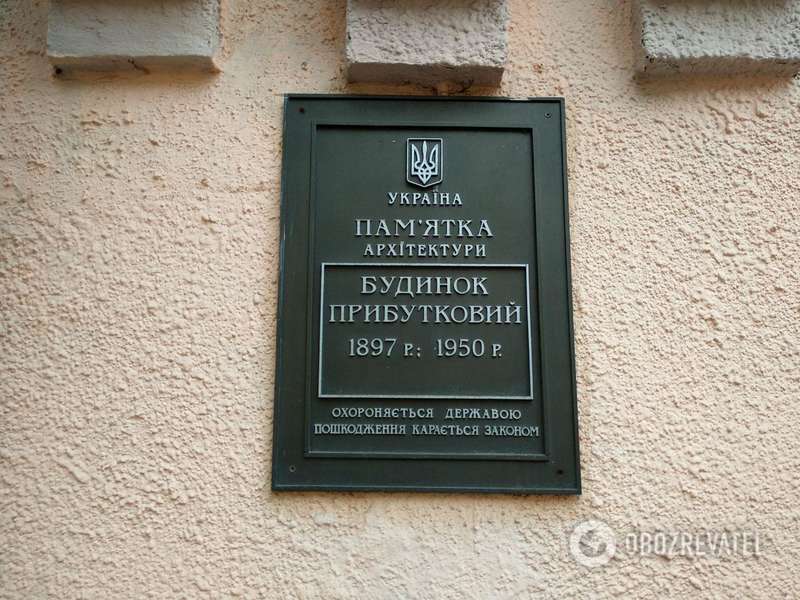 УКРАЇНА
ПАМ'ЯТКА
АРХІТЕКТУРИ
БУДИНОК
ПРИБУТКОВИЙ
1897 р.; 1950 р.
ОХОРОНЯЄТЬСЯ ДЕРЖАВОЮ
ПОШКОДЖЕННЯ КАРАЄТЬСЯ ЗАКОНОМ
OBOZREVATEL